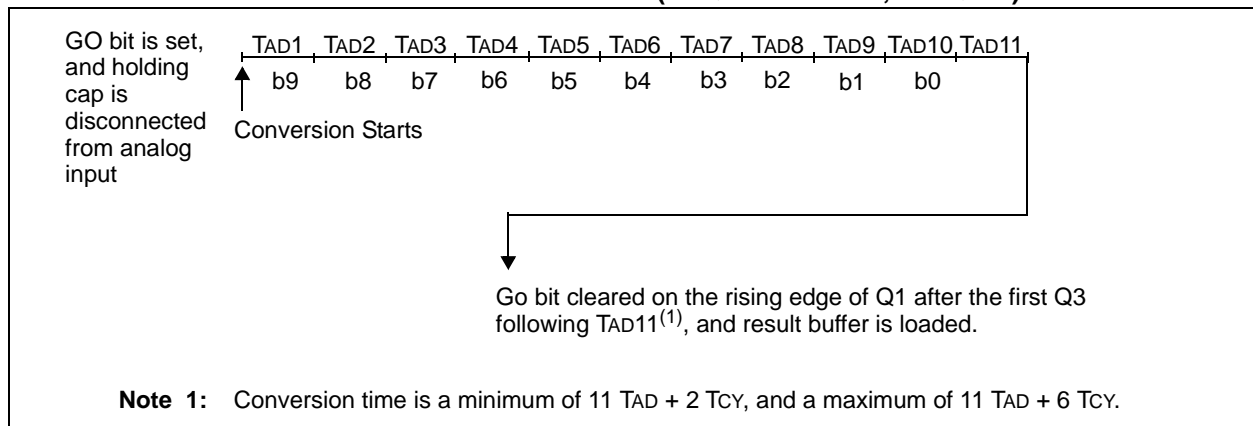 GO bit is set,
and holding
cap is
disconnected
from analog
input
TAD1 TAD2 TAD3 TAD4 TAD5 TAD6 TAD7 TAD8 TAD9 TAD10 TAD11
b9 b8 b7 b6 b5 b4 b3 b2 b1 b0
Conversion Starts
Go bit cleared on the rising edge of Q1 after the first Q3
following TAD11(1), and result buffer is loaded.
Note 1: Conversion time is a minimum of 11 TAD + 2 TCY, and a maximum of 11 TAD + 6 TCY.